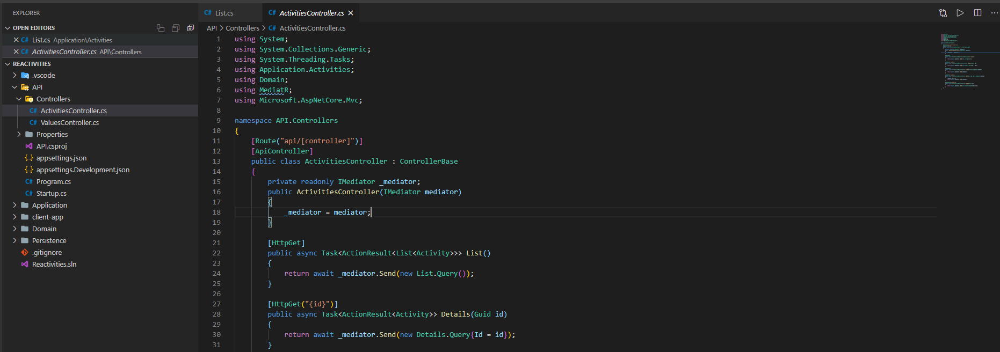 EXPLORER
OPEN EDITORS
C# List.cs Application\Activities
C# ActivitiesController.cs API\Controllers
REACTIVITIES
.vscode
API
Controllers
C# ActivitiesController.cs
C# ValuesController.cs
Properties
API.csproj
{..} appsettings.json
{..} appsettings.Development.json
C# Program.cs
C# Startup.cs
Application
client-app
Domain
Persistence
.gitignore
Reactivities.sln
C# List.cs
C# ActivitiesController.cs
API > Controllers > C# ActivitiesController.cs
1 using System;
2 using System.Collections.Generic;
3 using System.Threading.Tasks;
4 using Application.Activities;
5 using Domain;
6 using MediatR;
7 using Microsoft.AspNetCore.Mvc;
8
9 namespace API.Controllers
10 {
11 [Route("api/[controller]")]
12 [ApiController]
13 public class ActivitiesController : ControllerBase
14 {
15 private readonly IMediator _mediator;
16 public ActivitiesController(IMediator mediator)
17 {
18 _mediator = mediator;
19 }
20
21 [HttpGet]
22 public async Task<ActionResult<List<Activity>>> List()
23 {
24 return await _mediator.Send(new List.Query());
25 }
26
27 [HttpGet("{id}")]
28 public async Task<ActionResult<Activity>> Details(Guid id)
29 {
30 return await _mediator.Send(new Details.Query{Id = id});
31 }